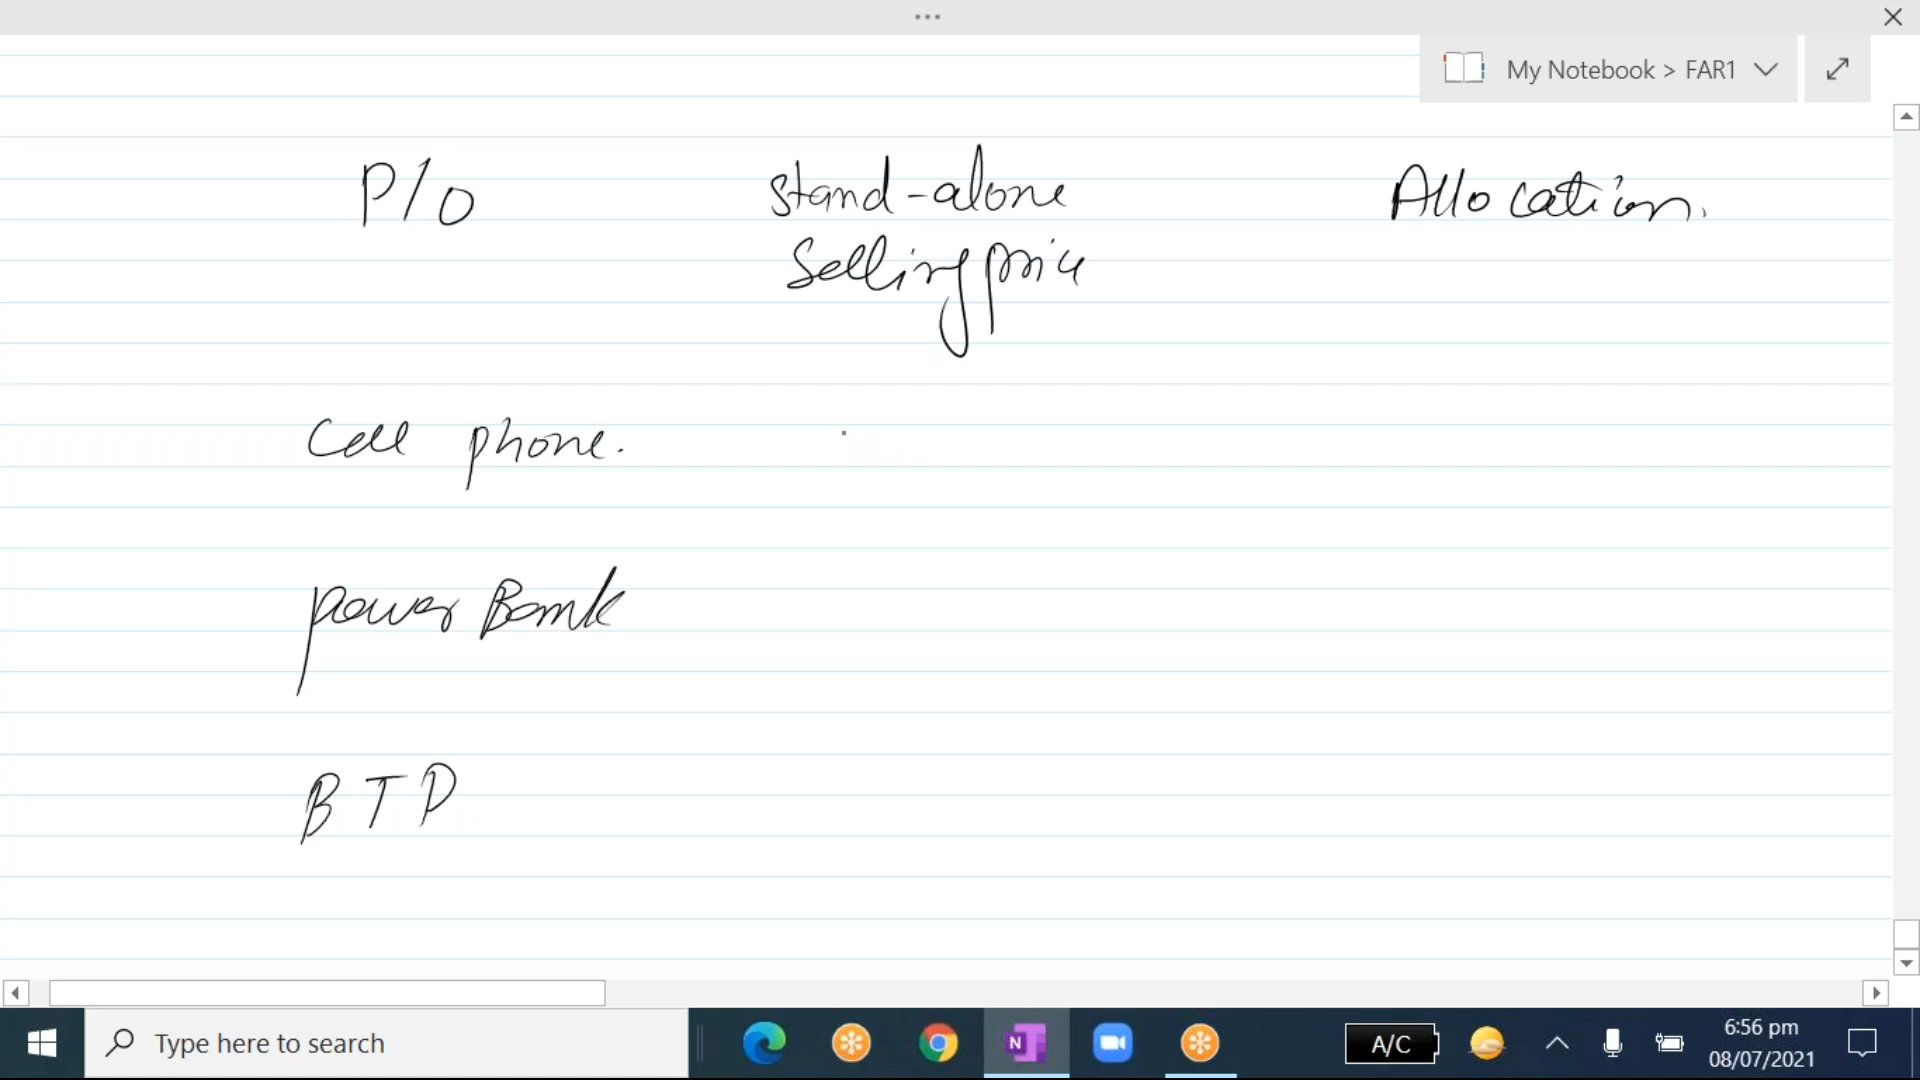 My Notebook > FAR1
P/O stand-alone Allocation.
Selling price
Cell phone.
power Bank
B T D
Type here to search
N
A/C
6:56 pm
08/07/2021